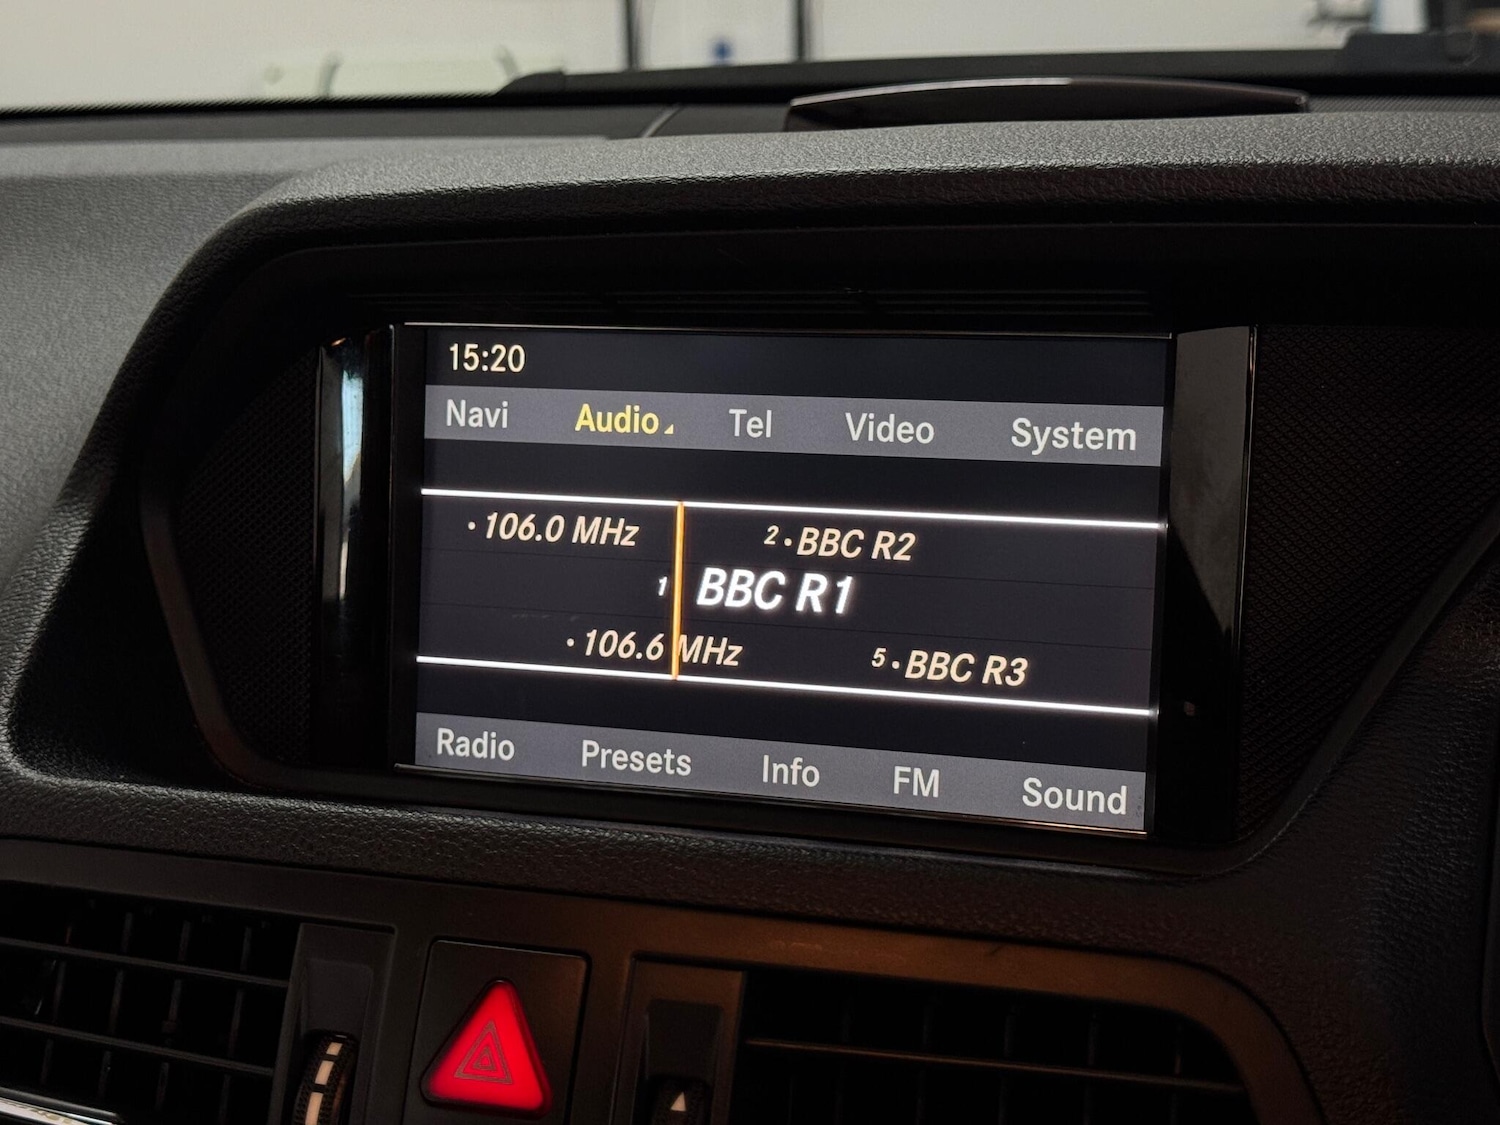 15:20
Navi Audio Tel Video System
· 106.0 MHz 2 · BBC R2
1 BBC R1
· 106.6 MHz 5 · BBC R3
Radio Presets Info FM Sound